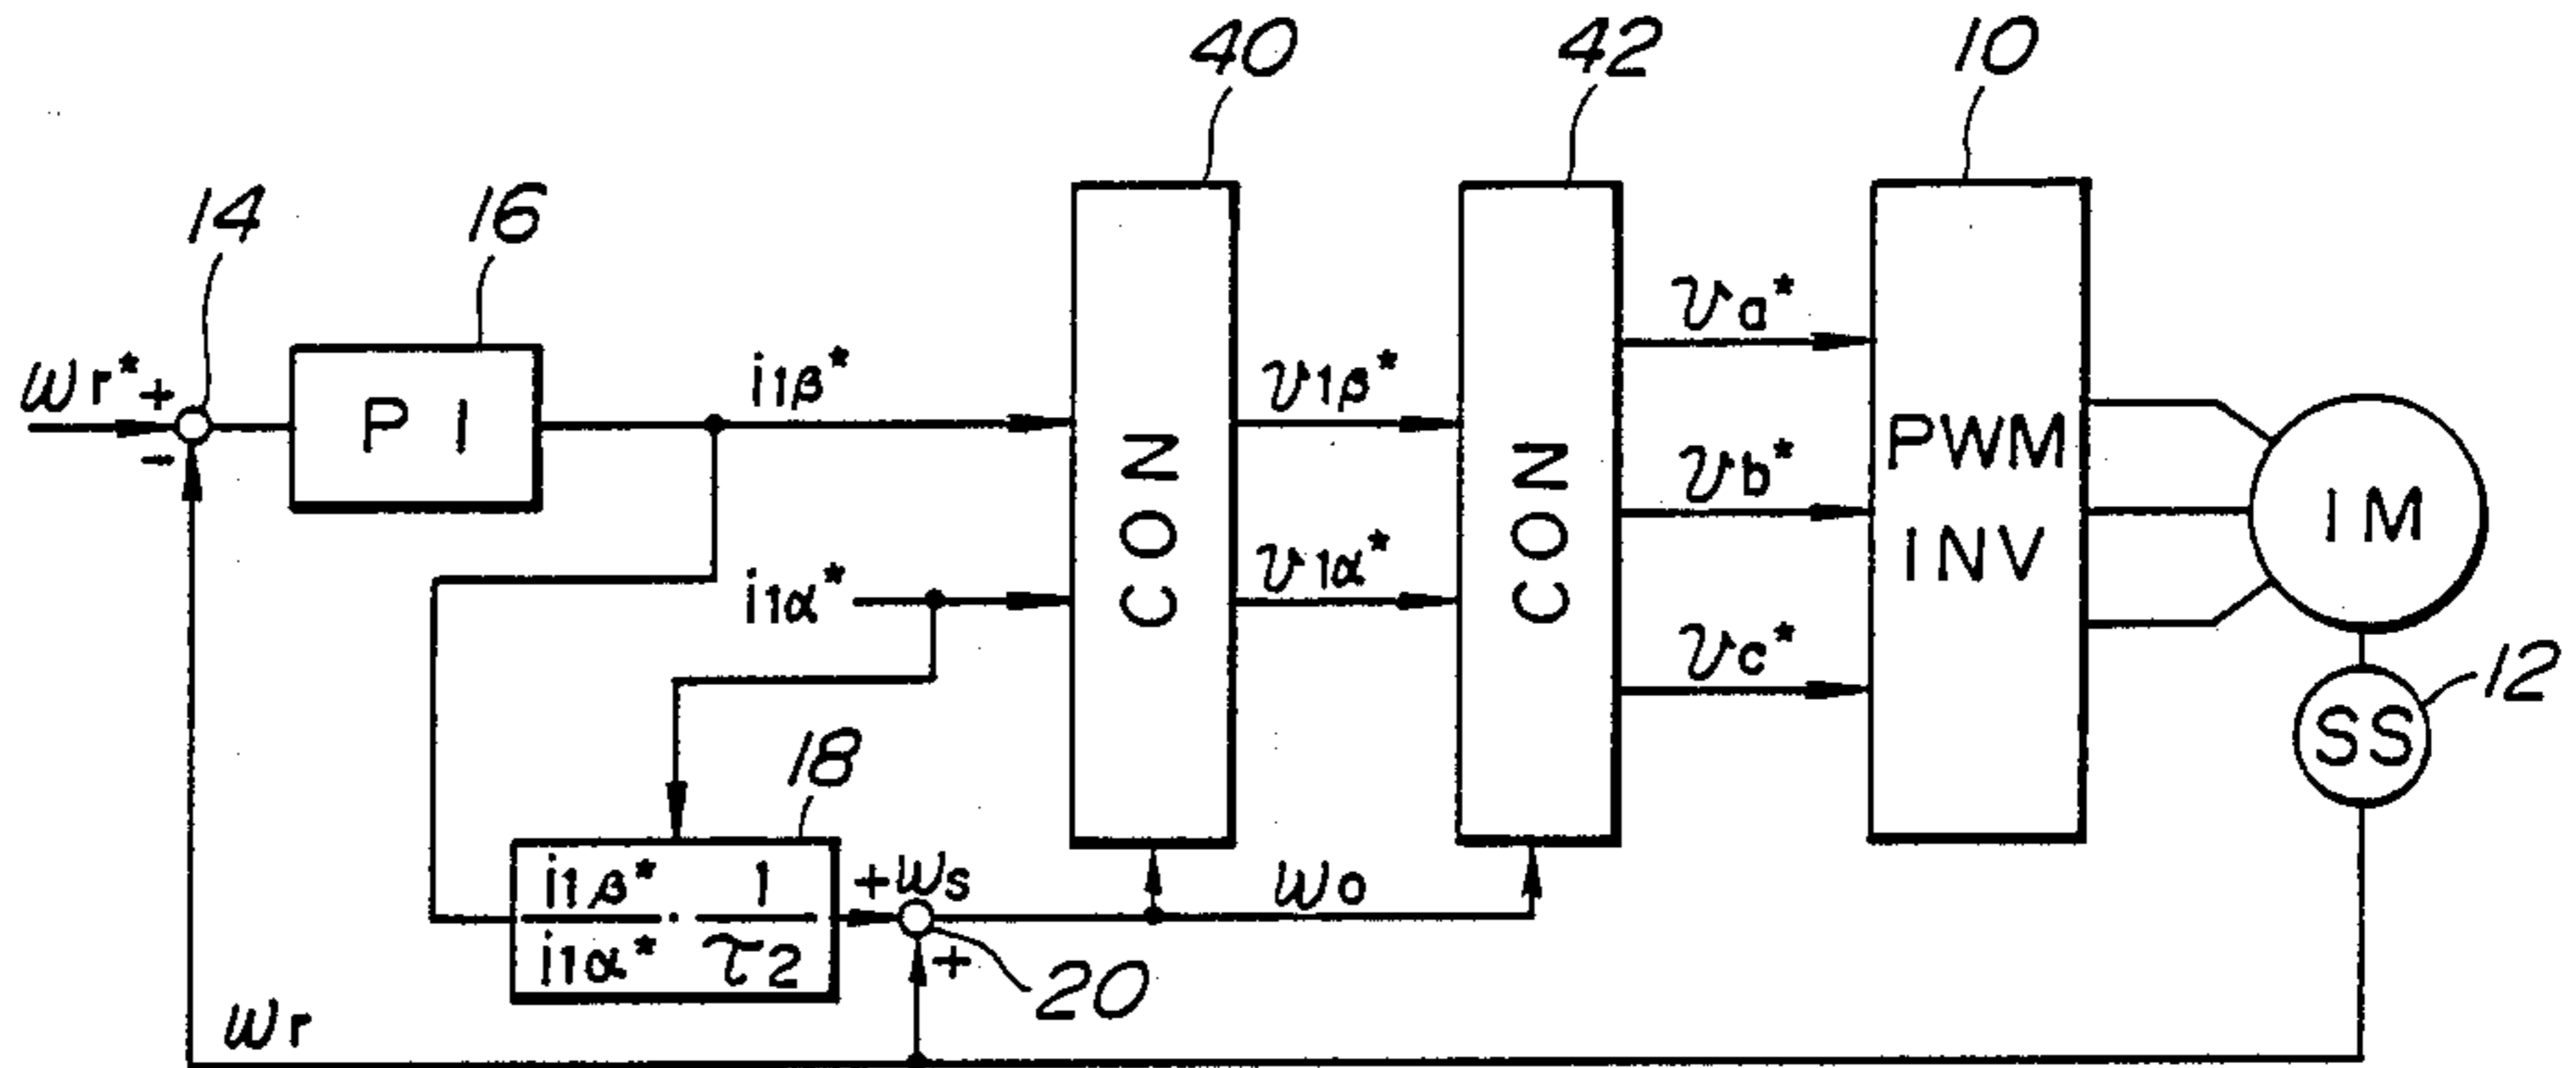 40
42
10
14
16
ωr*
+
-
PI
i1β*
v1β*
va*
CON
CON
vb*
PWM
INV
IM
i1α*
v1α*
vc*
12
SS
18
i1β*
i1α*
·
1
τ2
+
ωs
ωo
+
20
ωr